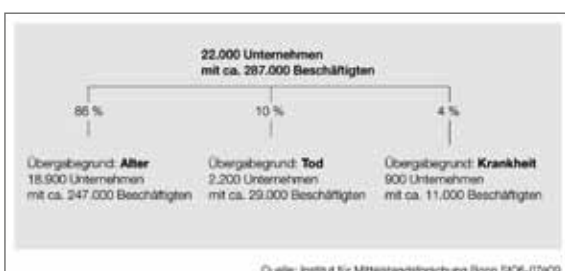 22.000 Unternehmen
mit ca. 287.000 Beschäftigten
86 % 10 % 4 %
Übergabegrund: Alter
18.900 Unternehmen
mit ca. 247.000 Beschäftigten
Übergabegrund: Tod
2.200 Unternehmen
mit ca. 29.000 Beschäftigten
Übergabegrund: Krankheit
900 Unternehmen
mit ca. 11.000 Beschäftigten
Quelle: Institut für Mittelstandsforschung Bonn